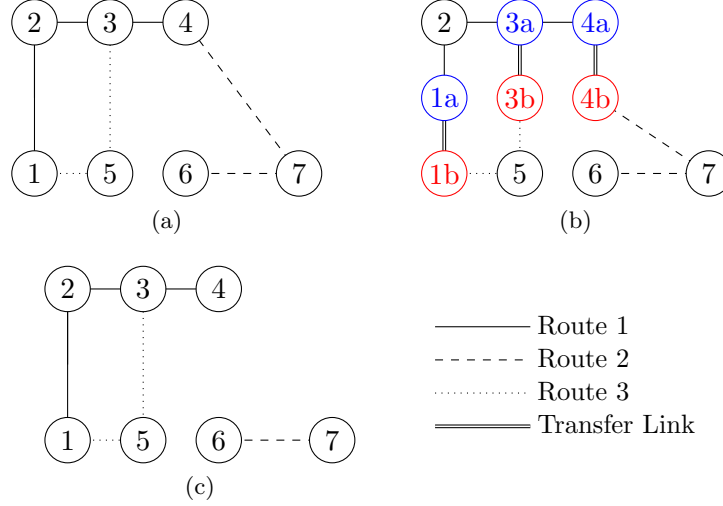 2 3 4
1 5 6 7
(a)
2 3a 4a
1a 3b 4b
1b 5 6 7
(b)
2 3 4
1 5 6 7
(c)
Route 1
Route 2
Route 3
Transfer Link